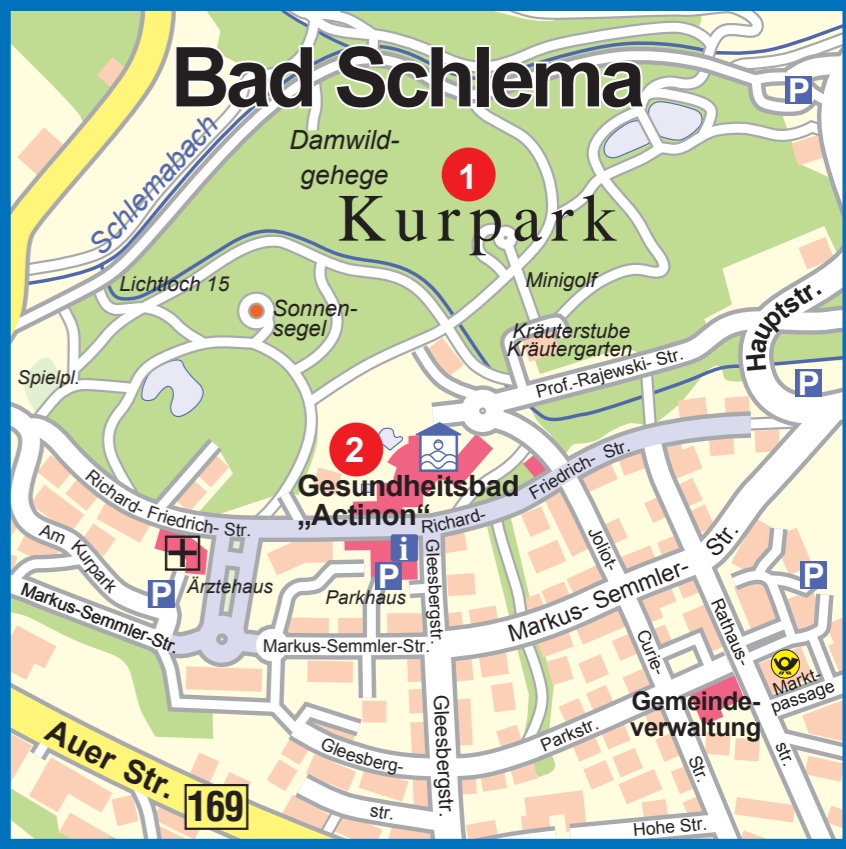 Bad Schlema
P
Damwild-
gehege
1
Kurpark
Schlemabach
Lichtloch 15
Sonnen-
segel
Minigolf
Kräuterstube
Kräutergarten
Hauptstr.
Prof.-Rajewski- Str.
Spielpl.
P
2
Gesundheitsbad
„Actinon“
Richard- Friedrich- Str.
Richard-
Friedrich- Str.
i
P
Parkhaus
Ärztehaus
P
Am Kurpark
Markus-Semmler-Str.
Markus-Semmler-Str.
Markus- Semmler- Str.
Gleesbergstr.
Gleesbergstr.
Joliot-
Curie-
Str.
Rathaus-
str.
P
Markt-
passage
Gemeinde-
verwaltung
Parkstr.
Gleesberg-
str.
Auer Str.
169
Hohe Str.